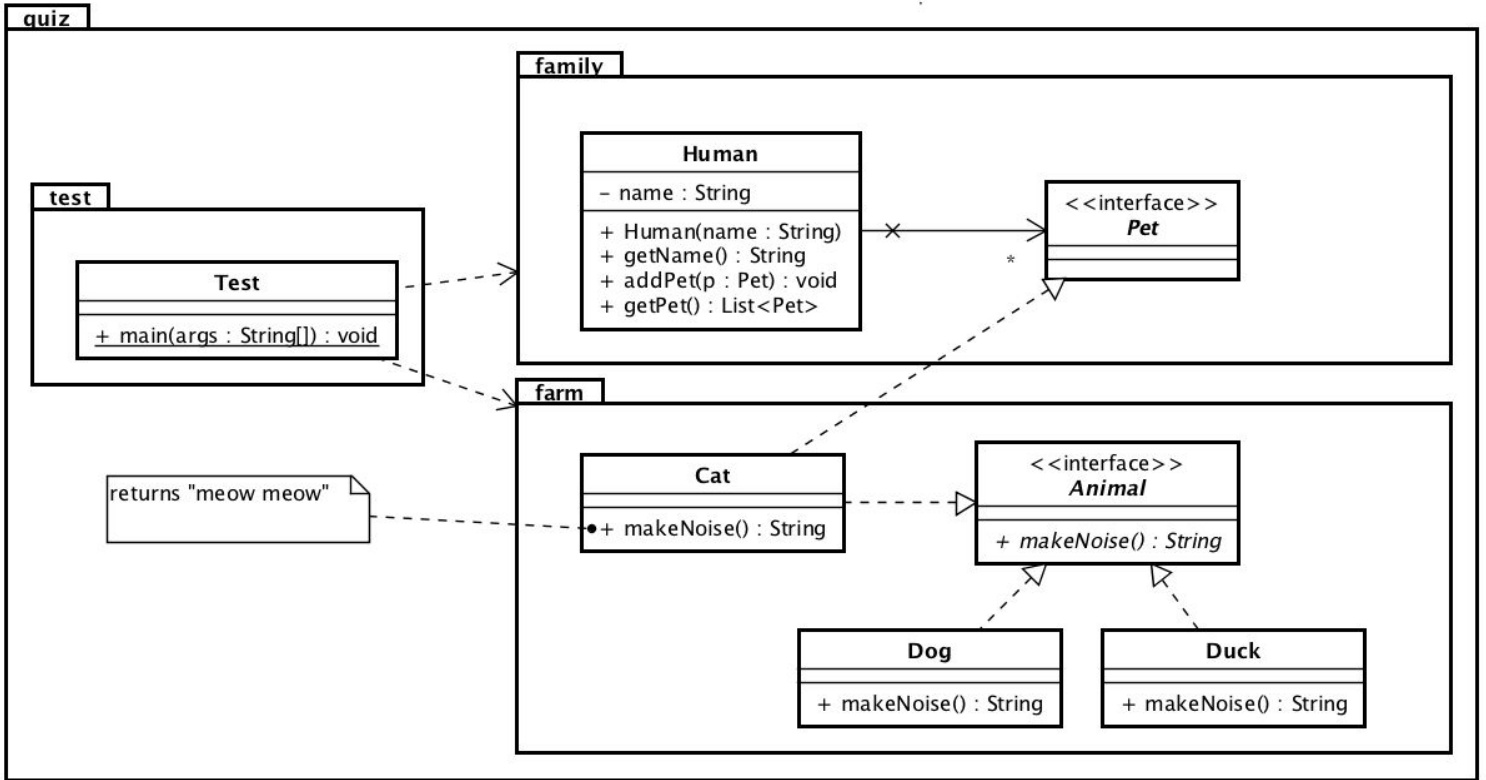 quiz
family
Human
- name : String
+ Human(name : String)
+ getName() : String
+ addPet(p : Pet) : void
+ getPet() : List<Pet>
*
<<interface>>
Pet
test
Test
+ main(args : String[]) : void
farm
returns "meow meow"
Cat
+ makeNoise() : String
<<interface>>
Animal
+ makeNoise() : String
Dog
+ makeNoise() : String
Duck
+ makeNoise() : String